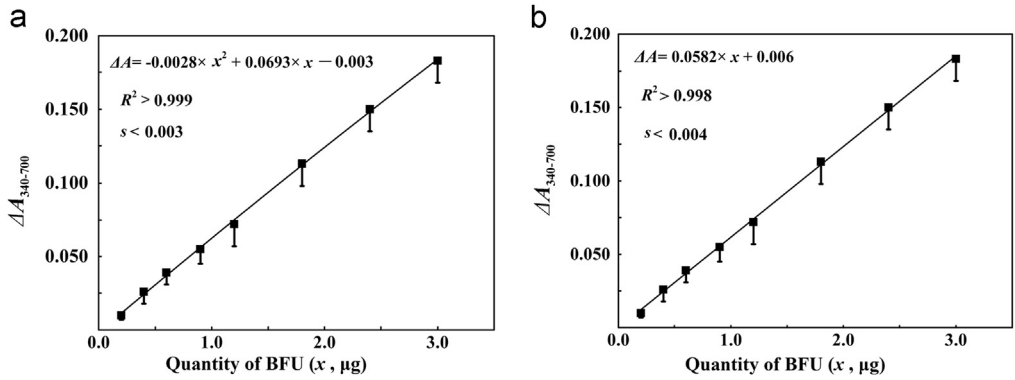 a
0.200
0.150
0.100
0.050
ΔA= -0.0028× x² + 0.0693× x − 0.003
R² > 0.999
s < 0.003
ΔA340-700
0.0 1.0 2.0 3.0
Quantity of BFU (x , μg)
b
0.200
0.150
0.100
0.050
ΔA= 0.0582× x + 0.006
R² > 0.998
s < 0.004
ΔA340-700
0.0 1.0 2.0 3.0
Quantity of BFU (x , μg)